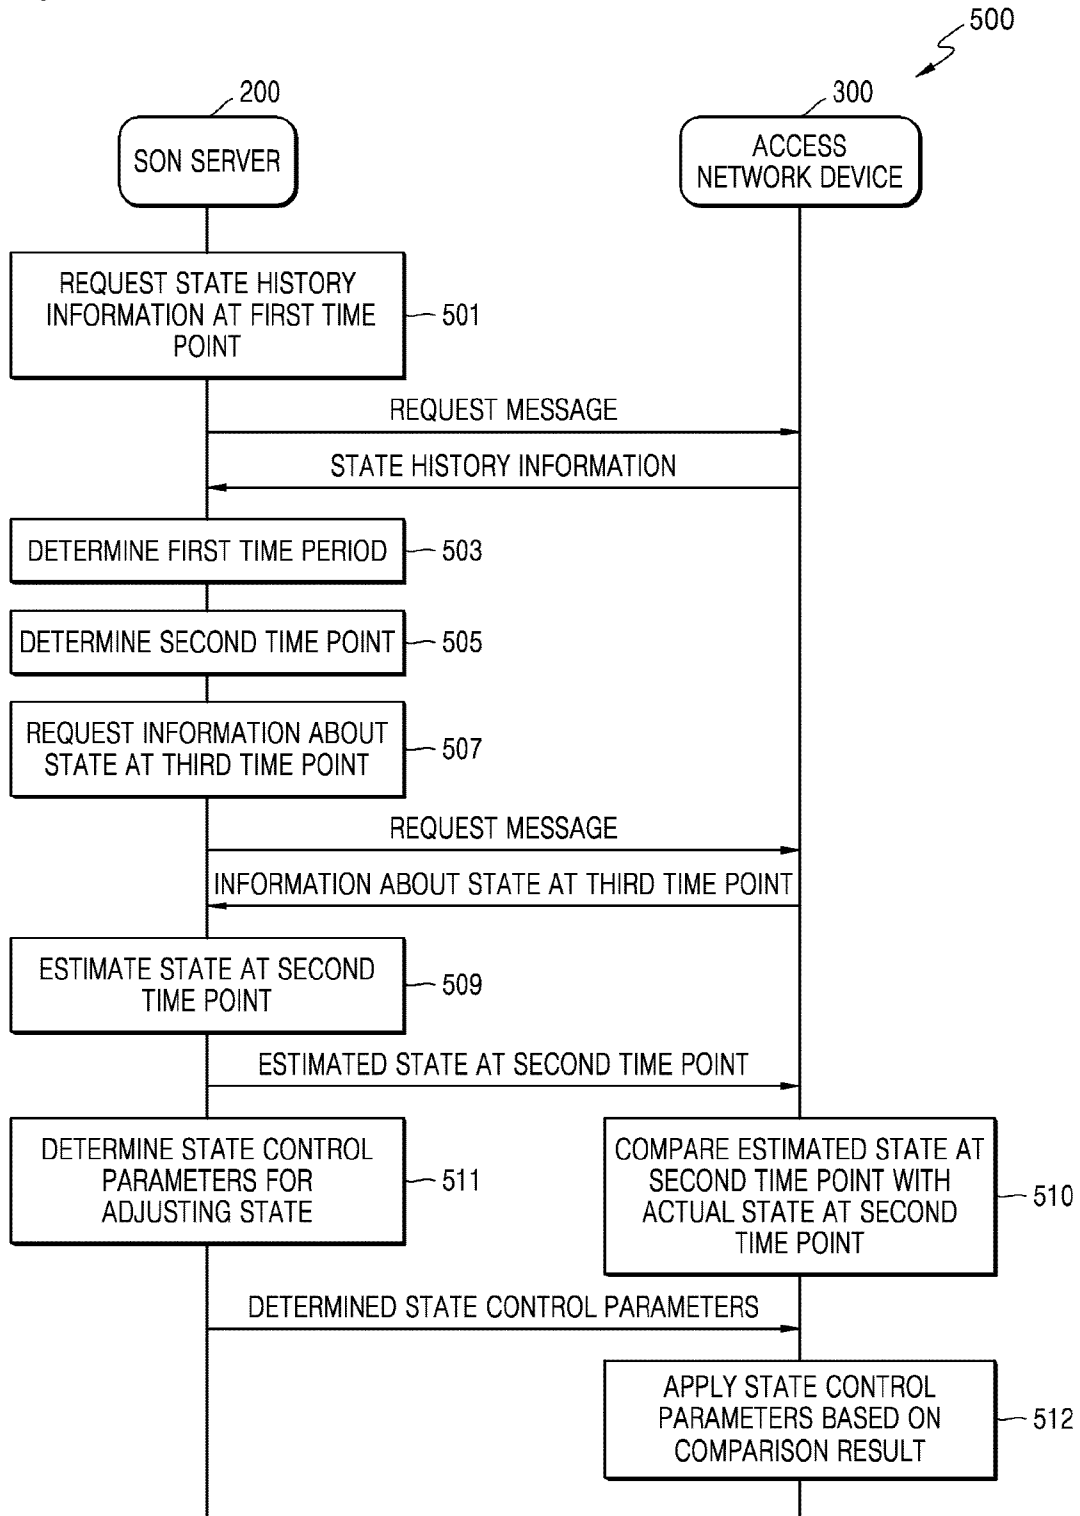 500
200
300
SON SERVER
ACCESS
NETWORK DEVICE
REQUEST STATE HISTORY
INFORMATION AT FIRST TIME
POINT
501
REQUEST MESSAGE
STATE HISTORY INFORMATION
DETERMINE FIRST TIME PERIOD
503
DETERMINE SECOND TIME POINT
505
REQUEST INFORMATION ABOUT
STATE AT THIRD TIME POINT
507
REQUEST MESSAGE
INFORMATION ABOUT STATE AT THIRD TIME POINT
ESTIMATE STATE AT SECOND
TIME POINT
509
ESTIMATED STATE AT SECOND TIME POINT
DETERMINE STATE CONTROL
PARAMETERS FOR
ADJUSTING STATE
511
COMPARE ESTIMATED STATE AT
SECOND TIME POINT WITH
ACTUAL STATE AT SECOND
TIME POINT
510
DETERMINED STATE CONTROL PARAMETERS
APPLY STATE CONTROL
PARAMETERS BASED ON
COMPARISON RESULT
512